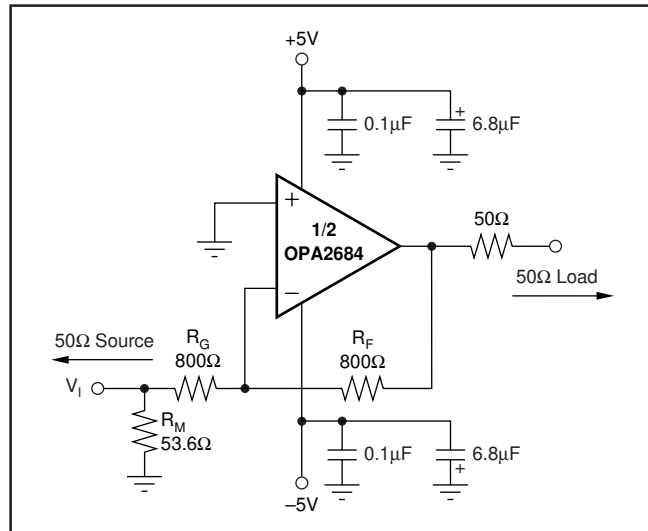 +5V
0.1μF
+
6.8μF
+
1/2
OPA2684
−
50Ω
50Ω Load
50Ω Source
R_G
800Ω
R_F
800Ω
V_I
R_M
53.6Ω
0.1μF
6.8μF
+
−5V